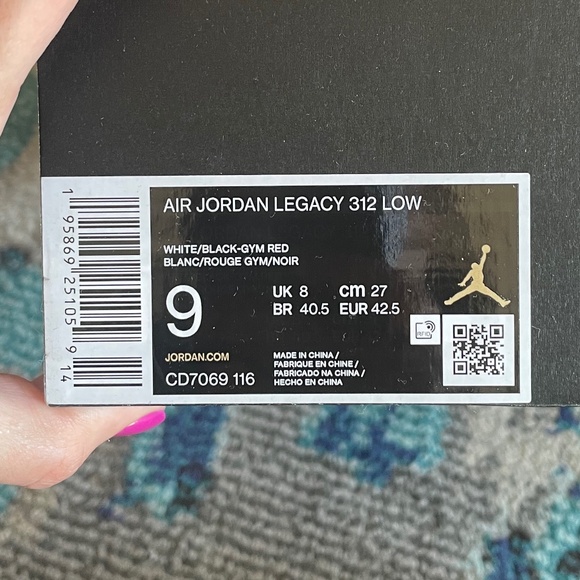 AIR JORDAN LEGACY 312 LOW
WHITE/BLACK-GYM RED
BLANC/ROUGE GYM/NOIR
9
UK 8 cm 27
BR 40.5 EUR 42.5
RFID
JORDAN.COM
CD7069 116
MADE IN CHINA /
FABRIQUE EN CHINE /
FABRICADO NA CHINA /
HECHO EN CHINA
1 95869 25105 9 14